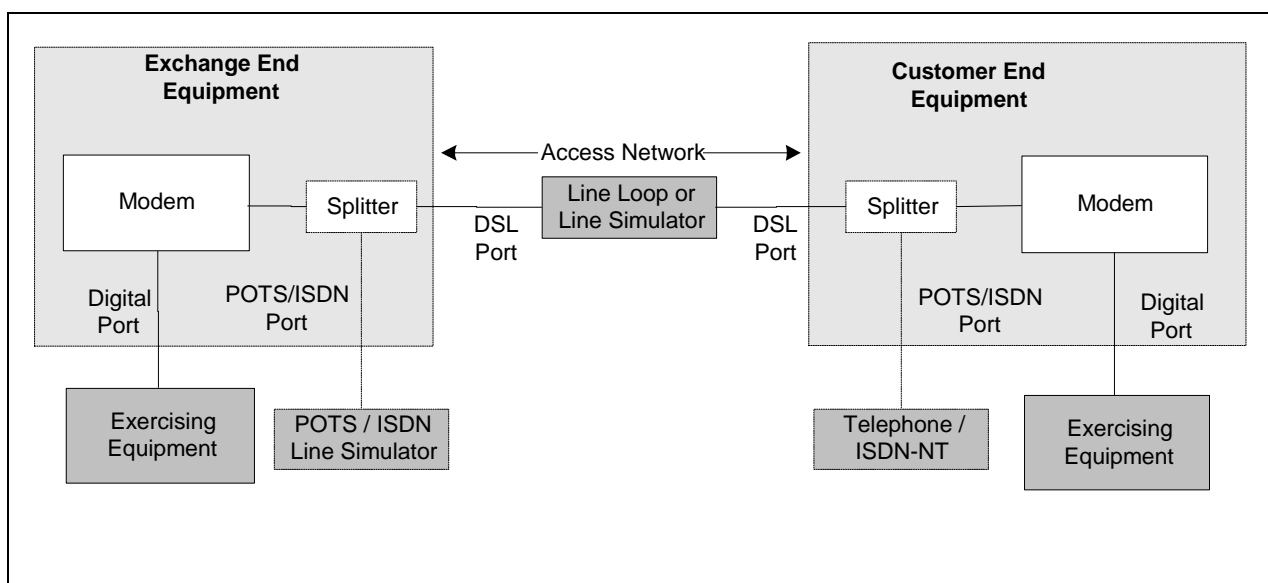 Exchange End
Equipment
Customer End
Equipment
Access Network
Modem
Splitter
Line Loop or
Line Simulator
Splitter
Modem
DSL
Port
DSL
Port
Digital
Port
POTS/ISDN
Port
POTS/ISDN
Port
Digital
Port
Exercising
Equipment
POTS / ISDN
Line Simulator
Telephone /
ISDN-NT
Exercising
Equipment